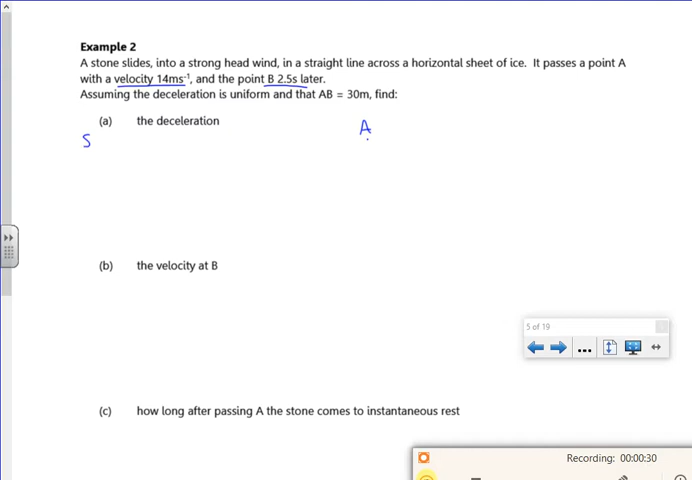 Example 2
A stone slides, into a strong head wind, in a straight line across a horizontal sheet of ice. It passes a point A
with a velocity 14ms⁻¹, and the point B 2.5s later.
Assuming the deceleration is uniform and that AB = 30m, find:
(a) the deceleration
A
S
(b) the velocity at B
5 of 19
...
(c) how long after passing A the stone comes to instantaneous rest
Recording: 00:00:30